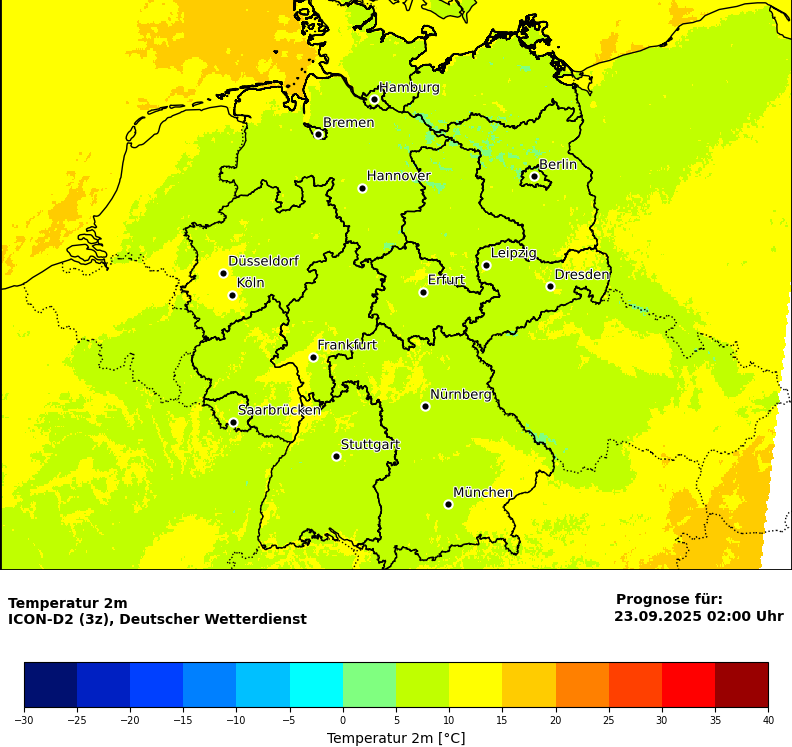 Hamburg
Bremen
Berlin
Hannover
Leipzig
Düsseldorf
Dresden
Köln
Erfurt
Frankfurt
Nürnberg
Saarbrücken
Stuttgart
München
Temperatur 2m
ICON-D2 (3z), Deutscher Wetterdienst
Prognose für:
23.09.2025 02:00 Uhr
−30 −25 −20 −15 −10 −5 0 5 10 15 20 25 30 35 40
Temperatur 2m [°C]